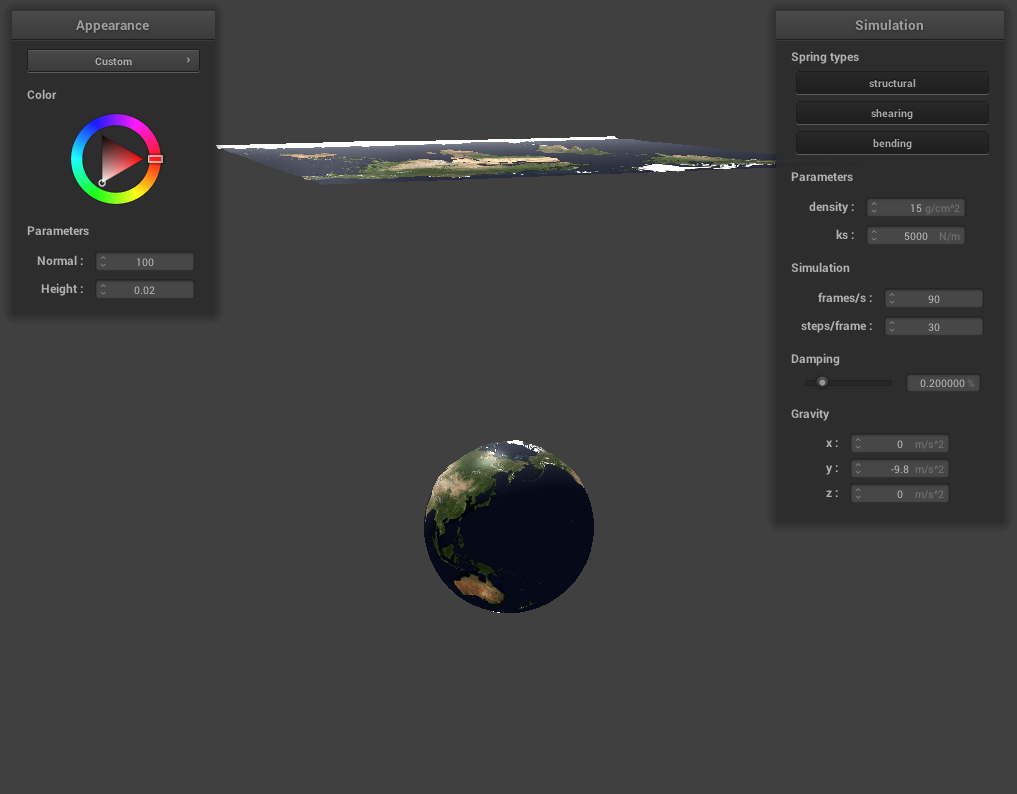 Appearance
Custom
Color
Parameters
Normal : 100
Height : 0.02
Simulation
Spring types
structural
shearing
bending
Parameters
density : 15 g/cm^2
ks : 5000 N/m
Simulation
frames/s : 90
steps/frame : 30
Damping
0.200000 %
Gravity
x : 0 m/s^2
y : -9.8 m/s^2
z : 0 m/s^2